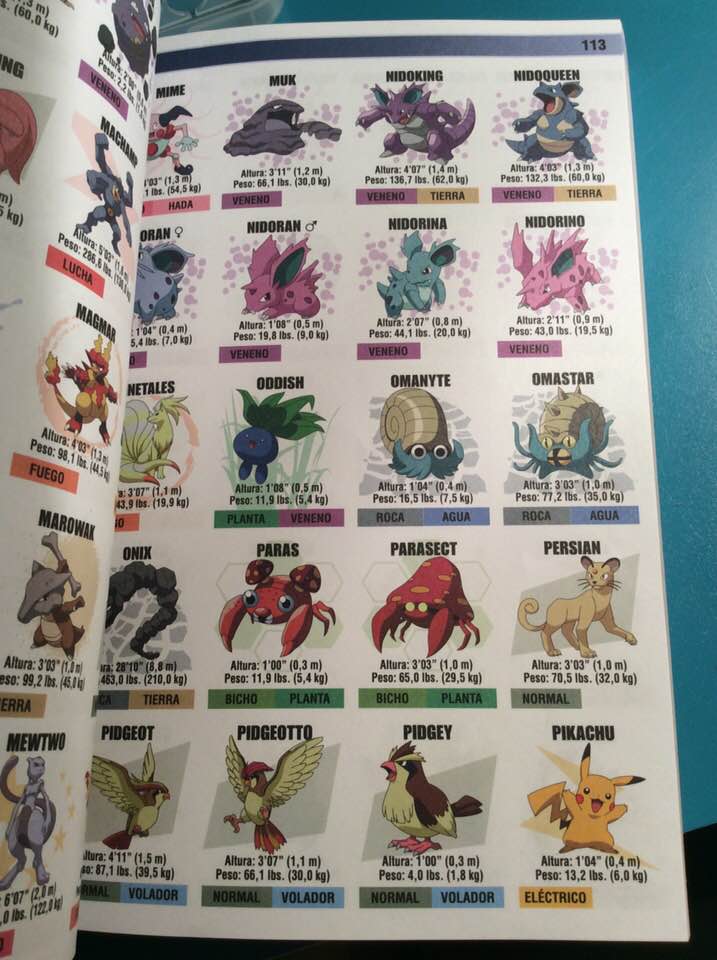 (60,0 kg)
Peso: 2,2 lbs.
VENENO
MACHAMP
Altura: 5'03"
Peso: 286,6 lbs.
LUCHA
MAGMAR
Altura: 4'03" (1,3 m)
Peso: 98,1 lbs. (44,5 kg)
FUEGO
MAROWAK
Altura: 3'03" (1,0 m)
Peso: 99,2 lbs. (45,0 kg)
MEWTWO
6'07" (2,0 m)
(122,0 kg)
113
MIME
(1,3 m)
(54,5 kg)
HADA
MUK
Altura: 3'11" (1,2 m)
Peso: 66,1 lbs. (30,0 kg)
VENENO
NIDOKING
Altura: 4'07" (1,4 m)
Peso: 136,7 lbs. (62,0 kg)
VENENO TIERRA
NIDOQUEEN
Altura: 4'03" (1,3 m)
Peso: 132,3 lbs. (60,0 kg)
VENENO TIERRA
ORAN ♀
1'04" (0,4 m)
5,4 lbs. (7,0 kg)
NIDORAN ♂
Altura: 1'08" (0,5 m)
Peso: 19,8 lbs. (9,0 kg)
VENENO
NIDORINA
Altura: 2'07" (0,8 m)
Peso: 44,1 lbs. (20,0 kg)
VENENO
NIDORINO
Altura: 2'11" (0,9 m)
Peso: 43,0 lbs. (19,5 kg)
VENENO
NETALES
3'07" (1,1 m)
43,9 lbs. (19,9 kg)
ODDISH
Altura: 1'08" (0,5 m)
Peso: 11,9 lbs. (5,4 kg)
PLANTA VENENO
OMANYTE
Altura: 1'04" (0,4 m)
Peso: 16,5 lbs. (7,5 kg)
ROCA AGUA
OMASTAR
Altura: 3'03" (1,0 m)
Peso: 77,2 lbs. (35,0 kg)
ROCA AGUA
ONIX
28'10" (8,8 m)
463,0 lbs. (210,0 kg)
CA TIERRA
PARAS
Altura: 1'00" (0,3 m)
Peso: 11,9 lbs. (5,4 kg)
BICHO PLANTA
PARASECT
Altura: 3'03" (1,0 m)
Peso: 65,0 lbs. (29,5 kg)
BICHO PLANTA
PERSIAN
Altura: 3'03" (1,0 m)
Peso: 70,5 lbs. (32,0 kg)
NORMAL
PIDGEOT
Altura: 4'11" (1,5 m)
87,1 lbs. (39,5 kg)
RMAL VOLADOR
PIDGEOTTO
Altura: 3'07" (1,1 m)
Peso: 66,1 lbs. (30,0 kg)
NORMAL VOLADOR
PIDGEY
Altura: 1'00" (0,3 m)
Peso: 4,0 lbs. (1,8 kg)
NORMAL VOLADOR
PIKACHU
Altura: 1'04" (0,4 m)
Peso: 13,2 lbs. (6,0 kg)
ELÉCTRICO